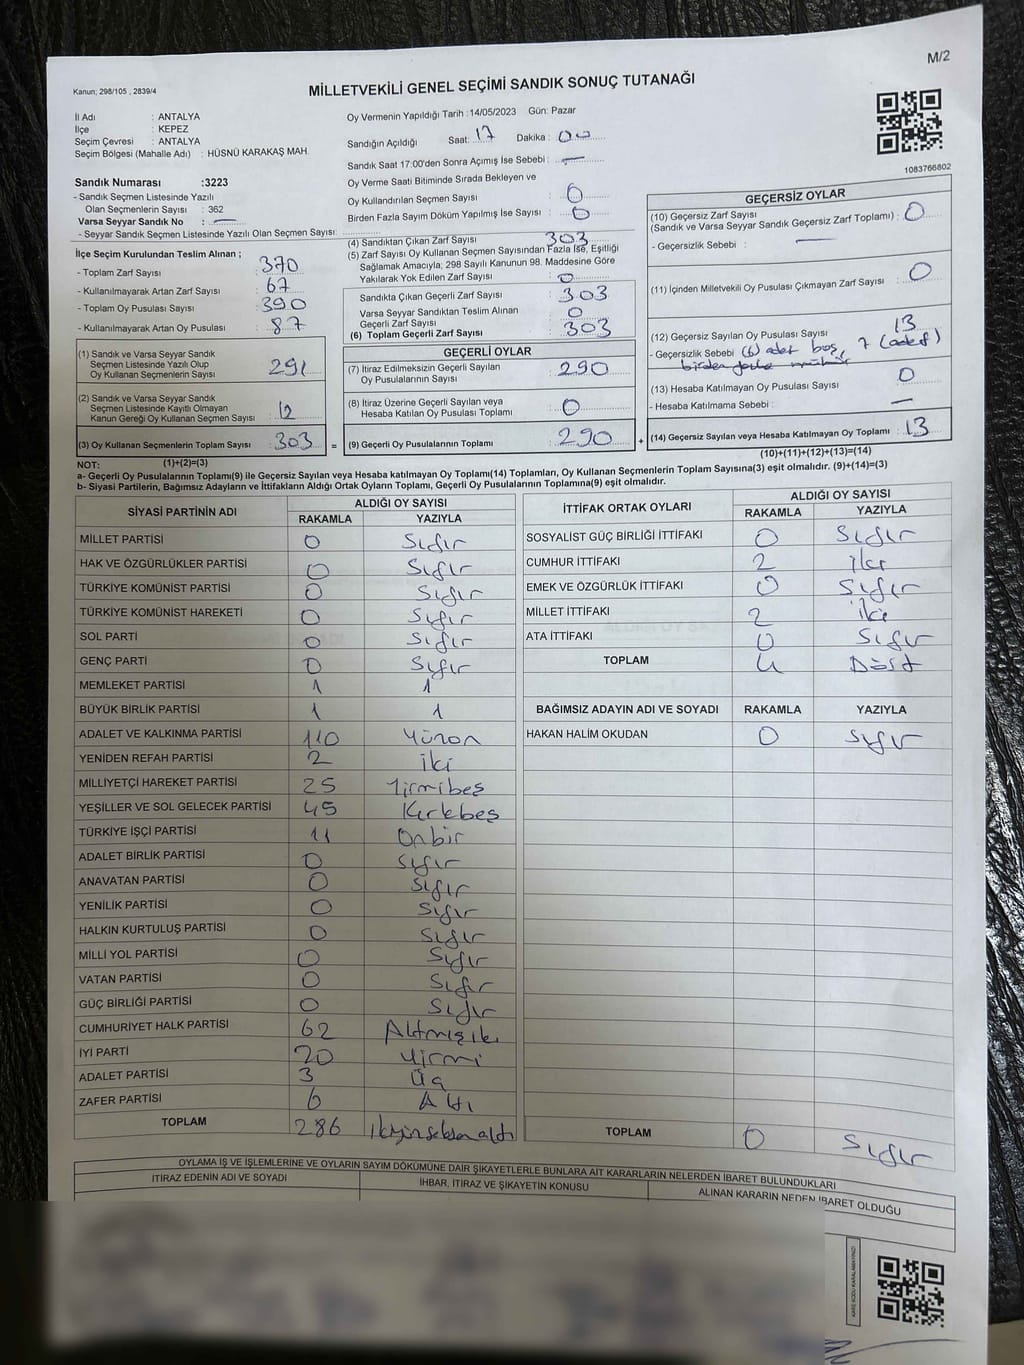 M/2
Kanun; 298/105 , 2839/4
MİLLETVEKİLİ GENEL SEÇİMİ SANDIK SONUÇ TUTANAĞI
İl Adı : ANTALYA
İlçe : KEPEZ
Seçim Çevresi : ANTALYA
Seçim Bölgesi (Mahalle Adı) : HÜSNÜ KARAKAŞ MAH.
Sandık Numarası :3223
- Sandık Seçmen Listesinde Yazılı
Olan Seçmenlerin Sayısı : 362
Varsa Seyyar Sandık No : —
- Seyyar Sandık Seçmen Listesinde Yazılı Olan Seçmen Sayısı:
İlçe Seçim Kurulundan Teslim Alınan ;
- Toplam Zarf Sayısı : 370
- Kullanılmayarak Artan Zarf Sayısı : 67
- Toplam Oy Pusulası Sayısı : 390
- Kullanılmayarak Artan Oy Pusulası : 87
(1) Sandık ve Varsa Seyyar Sandık
Seçmen Listesinde Yazılı Olup
Oy Kullanan Seçmenlerin Sayısı : 291
(2) Sandık ve Varsa Seyyar Sandık
Seçmen Listesinde Kayıtlı Olmayan
Kanun Gereği Oy Kullanan Seçmen Sayısı : 12
(3) Oy Kullanan Seçmenlerin Toplam Sayısı : 303 =
(1)+(2)=(3)
Oy Vermenin Yapıldığı Tarih :14/05/2023 Gün: Pazar
Sandığın Açıldığı Saat: 17 Dakika : 00
Sandık Saat 17:00'den Sonra Açımış İse Sebebi : —
Oy Verme Saati Bitiminde Sırada Bekleyen ve
Oy Kullandırılan Seçmen Sayısı : 0
Birden Fazla Sayım Döküm Yapılmış İse Sayısı : 0
(4) Sandıktan Çıkan Zarf Sayısı : 303
(5) Zarf Sayısı Oy Kullanan Seçmen Sayısından Fazla İse, Eşitliği
Sağlamak Amacıyla; 298 Sayılı Kanunun 98. Maddesine Göre
Yakılarak Yok Edilen Zarf Sayısı : 0
Sandıkta Çıkan Geçerli Zarf Sayısı : 303
Varsa Seyyar Sandıktan Teslim Alınan
Geçerli Zarf Sayısı : 0
(6) Toplam Geçerli Zarf Sayısı : 303
GEÇERLİ OYLAR
(7) İtiraz Edilmeksizin Geçerli Sayılan
Oy Pusulalarının Sayısı : 290
(8) İtiraz Üzerine Geçerli Sayılan veya
Hesaba Katılan Oy Pusulası Toplamı : 0
(9) Geçerli Oy Pusulalarının Toplamı : 290 +
1083766802
GEÇERSİZ OYLAR
(10) Geçersiz Zarf Sayısı : 0
(Sandık ve Varsa Seyyar Sandık Geçersiz Zarf Toplamı)
- Geçersizlik Sebebi : —
(11) İçinden Milletvekili Oy Pusulası Çıkmayan Zarf Sayısı : 0
(12) Geçersiz Sayılan Oy Pusulası Sayısı : 13
- Geçersizlik Sebebi (6) adet boş, 7 (adet)
birden fazla mühür
(13) Hesaba Katılmayan Oy Pusulası Sayısı : 0
- Hesaba Katılmama Sebebi : —
(14) Geçersiz Sayılan veya Hesaba Katılmayan Oy Toplamı : 13
(10)+(11)+(12)+(13)=(14)
NOT:
a- Geçerli Oy Pusulalarının Toplamı(9) ile Geçersiz Sayılan veya Hesaba katılmayan Oy Toplamı(14) Toplamları, Oy Kullanan Seçmenlerin Toplam Sayısına(3) eşit olmalıdır. (9)+(14)=(3)
b- Siyasi Partilerin, Bağımsız Adayların ve İttifakların Aldığı Ortak Oyların Toplamı, Geçerli Oy Pusulalarının Toplamına(9) eşit olmalıdır.
SİYASİ PARTİNİN ADI ALDIĞI OY SAYISI
RAKAMLA YAZIYLA
MİLLET PARTİSİ 0 Sıfır
HAK VE ÖZGÜRLÜKLER PARTİSİ 0 Sıfır
TÜRKİYE KOMÜNİST PARTİSİ 0 Sıfır
TÜRKİYE KOMÜNİST HAREKETİ 0 Sıfır
SOL PARTİ 0 Sıfır
GENÇ PARTİ 0 Sıfır
MEMLEKET PARTİSİ 1 1
BÜYÜK BİRLİK PARTİSİ 1 1
ADALET VE KALKINMA PARTİSİ 110 Yüzon
YENİDEN REFAH PARTİSİ 2 İki
MİLLİYETÇİ HAREKET PARTİSİ 25 Yirmibeş
YEŞİLLER VE SOL GELECEK PARTİSİ 45 Kırkbeş
TÜRKİYE İŞÇİ PARTİSİ 11 Onbir
ADALET BİRLİK PARTİSİ 0 Sıfır
ANAVATAN PARTİSİ 0 Sıfır
YENİLİK PARTİSİ 0 Sıfır
HALKIN KURTULUŞ PARTİSİ 0 Sıfır
MİLLİ YOL PARTİSİ 0 Sıfır
VATAN PARTİSİ 0 Sıfır
GÜÇ BİRLİĞİ PARTİSİ 0 Sıfır
CUMHURİYET HALK PARTİSİ 62 Altmışiki
İYİ PARTİ 20 Yirmi
ADALET PARTİSİ 3 Üç
ZAFER PARTİSİ 6 Altı
TOPLAM 286 İkiyüzseksenaltı
İTTİFAK ORTAK OYLARI ALDIĞI OY SAYISI
RAKAMLA YAZIYLA
SOSYALİST GÜÇ BİRLİĞİ İTTİFAKI 0 Sıfır
CUMHUR İTTİFAKI 2 İki
EMEK VE ÖZGÜRLÜK İTTİFAKI 0 Sıfır
MİLLET İTTİFAKI 2 İki
ATA İTTİFAKI 0 Sıfır
TOPLAM 4 Dört
BAĞIMSIZ ADAYIN ADI VE SOYADI RAKAMLA YAZIYLA
HAKAN HALİM OKUDAN 0 Sıfır
TOPLAM 0 Sıfır
OYLAMA İŞ VE İŞLEMLERİNE VE OYLARIN SAYIM DÖKÜMÜNE DAİR ŞİKAYETLERLE BUNLARA AİT KARARLARIN NELERDEN İBARET BULUNDUKLARI
İTİRAZ EDENİN ADI VE SOYADI İHBAR, İTİRAZ VE ŞİKAYETİN KONUSU ALINAN KARARIN NEDEN İBARET OLDUĞU
KARE KODU KARALAMAYINIZ!